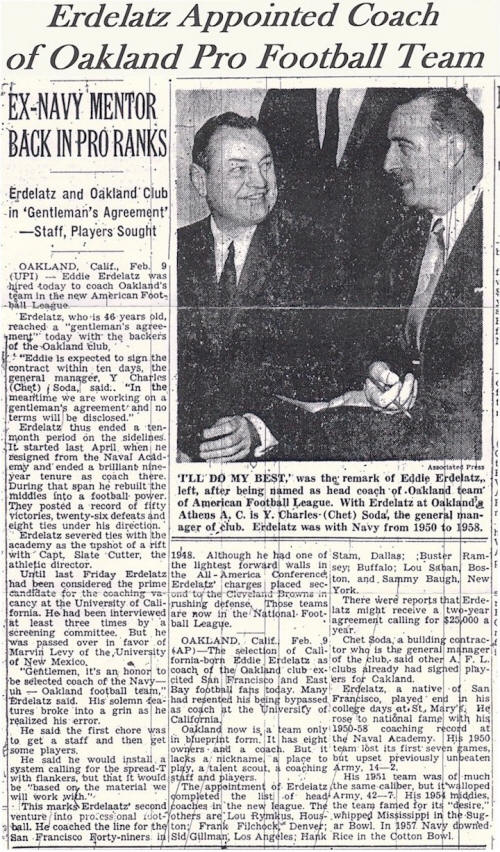 Erdelatz Appointed Coach
of Oakland Pro Football Team
EX-NAVY MENTOR
BACK IN PRO RANKS
Erdelatz and Oakland Club
in 'Gentleman's Agreement'
—Staff, Players Sought
OAKLAND, Calif., Feb. 9
(UPI) — Eddie Erdelatz was
hired today to coach Oakland's
team in the new American Foot-
ball League.
Erdelatz, who is 46 years old,
reached a "gentleman's agree-
ment" today with the backers
of the Oakland club.
"Eddie is expected to sign the
contract within ten days, the
general manager, Y Charles
(Chet) Soda, said. "In the
meantime we are working on a
gentleman's agreement and no
terms will be disclosed."
Erdelatz thus ended a ten-
month period on the sidelines.
It started last April when he
resigned from the Naval Acad-
emy and ended a brilliant nine-
year tenure as coach there.
During that span he rebuilt the
middies into a football power.
They posted a record of fifty
victories, twenty-six defeats and
eight ties under his direction.
Erdelatz severed ties with the
academy as the upshot of a rift
with Capt. Slate Cutter, the
athletic director.
Until last Friday Erdelatz
had been considered the prime
candidate for the coaching va-
cancy at the University of Cali-
fornia. He had been interviewed
at least three times by a
screening committee. But he
was passed over in favor of
Marvin Levy of the University
of New Mexico.
"Gentlemen, it's an honor to
be selected coach of the Navy—
uh — Oakland football team,"
Erdelatz said. His solemn fea-
tures broke into a grin as he
realized his error.
He said the first chore was
to get a staff and then get
some players.
He said he would install a
system calling for the spread-T
with flankers, but that it would
be "based on the material we
will work with."
This marks Erdelatz' second
venture into professional foot-
ball. He coached the line for the
San Francisco Forty-niners in
Associated Press
'I'LL DO MY BEST,' was the remark of Eddie Erdelatz,
left, after being named as head coach of Oakland team
of American Football League. With Erdelatz at Oakland's
Athens A. C. is Y. Charles (Chet) Soda, the general man-
ager of club. Erdelatz was with Navy from 1950 to 1958.
1948. Although he had one of
the lightest forward walls in
the All-America Conference,
Erdelatz' charges placed sec-
ond to the Cleveland Browns in
rushing defense. Those teams
are now in the National Foot-
ball League.
OAKLAND, Calif., Feb. 9
(AP)—The selection of Cali-
fornia-born Eddie Erdelatz as
coach of the Oakland club ex-
cited San Francisco and East
Bay football fans today. Many
had resented his being bypassed
as coach at the University of
California.
Oakland now is a team only
in blueprint form. It has eight
owners and a coach. But it
lacks a nickname, a place to
play, a talent scout, a coaching
staff and players.
The appointment of Erdelatz
completed the list of head
coaches in the new league. The
others are Lou Rymkus, Hous-
ton; Frank Filchock, Denver;
Sid Gillman, Los Angeles; Hank
Stam, Dallas; Buster Ram-
sey; Buffalo; Lou Saban, Bos-
ton, and Sammy Baugh, New
York.
There were reports that Erde-
latz might receive a two-year
agreement calling for $25,000 a
year.
Chet Soda, a building contrac-
tor who is the general manager
of the club, said other A. F. L.
clubs already had signed play-
ers for Oakland.
Erdelatz, a native of San
Francisco, played end in his
college days at St. Mary's. He
rose to national fame with his
1950-58 coaching record at
the Naval Academy. His 1950
team lost its first seven games,
but upset previously unbeaten
Army, 14—2.
His 1951 team was of much
the same caliber, but it walloped
Army, 42—7. His 1954 middies,
the team famed for its "desire,"
whipped Mississippi in the Sug-
ar Bowl. In 1957 Navy downed
Rice in the Cotton Bowl.